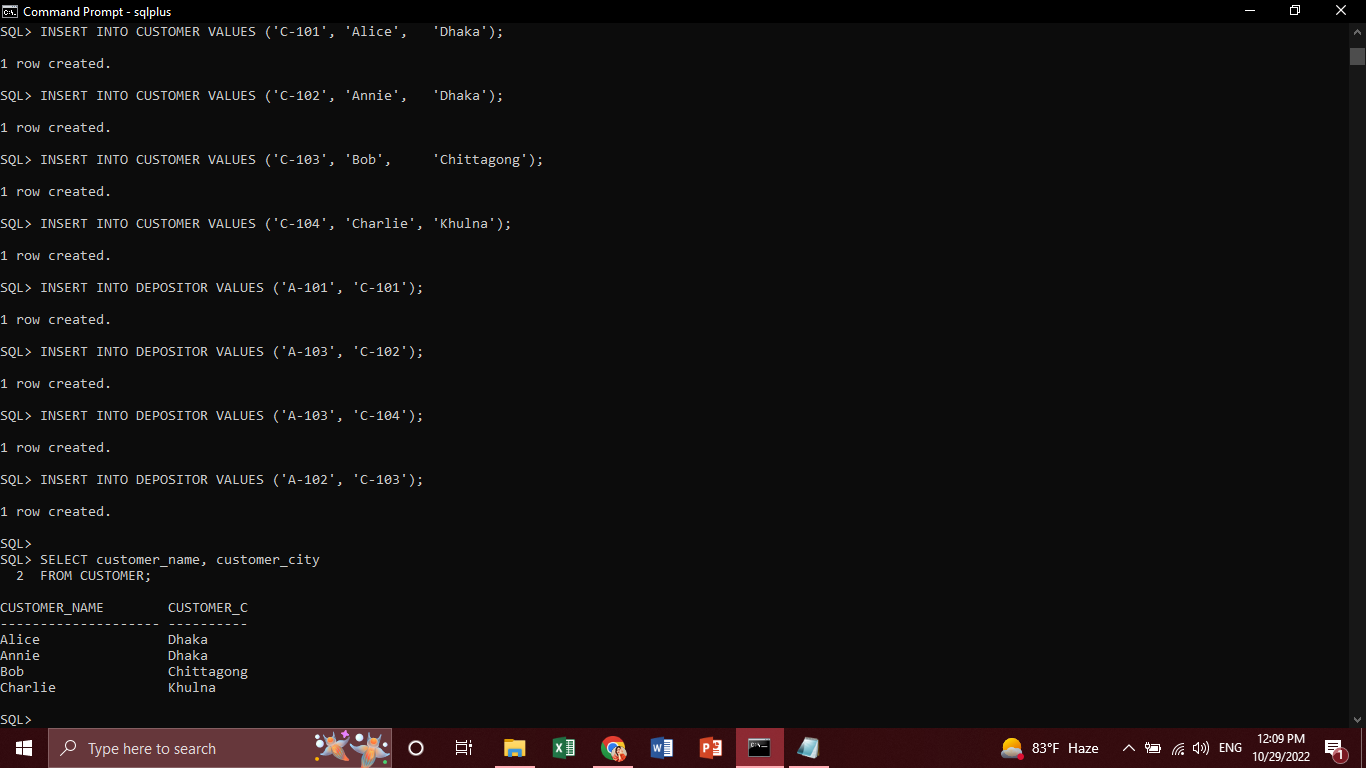 Command Prompt - sqlplus
SQL> INSERT INTO CUSTOMER VALUES ('C-101', 'Alice',   'Dhaka');
1 row created.
SQL> INSERT INTO CUSTOMER VALUES ('C-102', 'Annie',   'Dhaka');
1 row created.
SQL> INSERT INTO CUSTOMER VALUES ('C-103', 'Bob',     'Chittagong');
1 row created.
SQL> INSERT INTO CUSTOMER VALUES ('C-104', 'Charlie', 'Khulna');
1 row created.
SQL> INSERT INTO DEPOSITOR VALUES ('A-101', 'C-101');
1 row created.
SQL> INSERT INTO DEPOSITOR VALUES ('A-103', 'C-102');
1 row created.
SQL> INSERT INTO DEPOSITOR VALUES ('A-103', 'C-104');
1 row created.
SQL> INSERT INTO DEPOSITOR VALUES ('A-102', 'C-103');
1 row created.
SQL>
SQL> SELECT customer_name, customer_city
  2  FROM CUSTOMER;
CUSTOMER_NAME        CUSTOMER_C
-------------------- ----------
Alice                Dhaka
Annie                Dhaka
Bob                  Chittagong
Charlie              Khulna
SQL>
Type here to search
83°F Haze
ENG
12:09 PM
10/29/2022
1